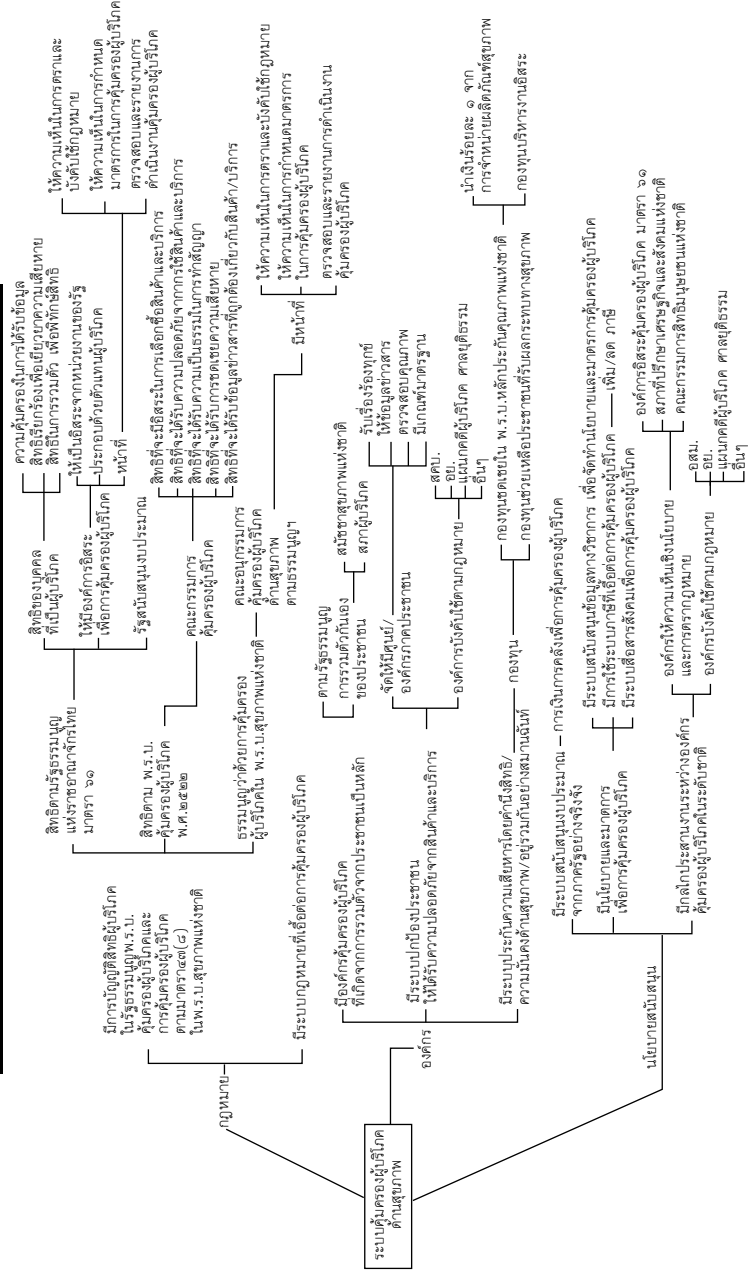 ระบบคุ้มครองผู้บริโภค
ด้านสุขภาพ
กฎหมาย
มีการบัญญัติสิทธิผู้บริโภค
ในรัฐธรรมนูญพ.ร.บ.
คุ้มครองผู้บริโภคและ
การคุ้มครองผู้บริโภค
ตามมาตรา๔๗(๘)
ในพ.ร.บ.สุขภาพแห่งชาติ
สิทธิตามรัฐธรรมนูญ
แห่งราชอาณาจักรไทย
มาตรา ๖๑
สิทธิของบุคคล
ที่เป็นผู้บริโภค
ความคุ้มครองในการได้รับข้อมูล
สิทธิเรียกร้องเพื่อเยียวยาความเสียหาย
สิทธิในการรวมตัว เพื่อพิทักษ์สิทธิ
ให้มีองค์การอิสระ
เพื่อการคุ้มครองผู้บริโภค
ให้เป็นอิสระจากหน่วยงานของรัฐ
ประกอบด้วยตัวแทนผู้บริโภค
หน้าที่
ให้ความเห็นในการตราและ
บังคับใช้กฎหมาย
ให้ความเห็นในการกำหนด
มาตรการในการคุ้มครองผู้บริโภค
ตรวจสอบและรายงานการ
ดำเนินงานคุ้มครองผู้บริโภค
รัฐสนับสนุนงบประมาณ
สิทธิตาม พ.ร.บ.
คุ้มครองผู้บริโภค
พ.ศ.๒๕๒๒
คณะกรรมการ
คุ้มครองผู้บริโภค
สิทธิที่จะมีอิสระในการเลือกซื้อสินค้าและบริการ
สิทธิที่จะได้รับความปลอดภัยจากการใช้สินค้าและบริการ
สิทธิที่จะได้รับความเป็นธรรมในการทำสัญญา
สิทธิที่จะได้รับการชดเชยความเสียหาย
สิทธิที่จะได้รับข้อมูลข่าวสารที่ถูกต้องเกี่ยวกับสินค้า/บริการ
ธรรมนูญว่าด้วยการคุ้มครอง
ผู้บริโภคใน พ.ร.บ.สุขภาพแห่งชาติ
คณะอนุกรรมการ
คุ้มครองผู้บริโภค
ด้านสุขภาพ
ตามธรรมนูญฯ
มีหน้าที่
ให้ความเห็นในการตราและบังคับใช้กฎหมาย
ให้ความเห็นในการกำหนดมาตรการ
ในการคุ้มครองผู้บริโภค
ตรวจสอบและรายงานการดำเนินงาน
คุ้มครองผู้บริโภค
มีระบบกฎหมายที่เอื้อต่อการคุ้มครองผู้บริโภค
องค์กร
มีองค์กรคุ้มครองผู้บริโภค
ที่เกิดจากการรวมตัวจากประชาชนเป็นหลัก
ตามรัฐธรรมนูญ
การรวมตัวกันเอง
ของประชาชน
สมัชชาสุขภาพแห่งชาติ
สภาผู้บริโภค
มีระบบปกป้องประชาชน
ให้ได้รับความปลอดภัยจากสินค้าและบริการ
จัดให้มีศูนย์/
องค์กรภาคประชาชน
รับเรื่องร้องทุกข์
ให้ข้อมูลข่าวสาร
ตรวจสอบคุณภาพ
มีเกณฑ์มาตรฐาน
องค์การบังคับใช้ตามกฎหมาย
สคบ.
อย.
แผนกคดีผู้บริโภค ศาลยุติธรรม
อื่นๆ
มีระบบประกันความเสียหารโดยคำนึงสิทธิ/
ความมั่นคงด้านสุขภาพ/อยู่ร่วมกันอย่างสมานฉันท์
กองทุน
กองทุนชดเชยใน พ.ร.บ.หลักประกันคุณภาพแห่งชาติ
กองทุนช่วยเหลือประชาชนที่รับผลกระทบทางสุขภาพ
นำเงินร้อยละ ๑ จาก
การจำหน่ายผลิตภัณฑ์สุขภาพ
กองทุนบริหารงานอิสระ
นโยบายสนับสนุน
มีระบบสนับสนุนงบประมาณ
จากภาครัฐอย่างจริงจัง
การเงินการคลังเพื่อการคุ้มครองผู้บริโภค
มีนโยบายและมาตการ
เพื่อการคุ้มครองผู้บริโภค
มีระบบสนับสนุนข้อมูลทางวิชาการ เพื่อจัดทำนโยบายและมาตรการคุ้มครองผู้บริโภค
มีการใช้ระบบภาษีที่เอื้อต่อการคุ้มครองผู้บริโภค เพิ่ม/ลด ภาษี
มีระบบสื่อสารสังคมเพื่อการคุ้มครองผู้บริโภค
มีกลไกประสานงานระหว่างองค์กร
คุ้มครองผู้บริโภคในระดับชาติ
องค์กรให้ความเห็นเชิงนโยบาย
และการตรากฎหมาย
องค์การอิสระคุ้มครองผู้บริโภค มาตรา ๖๑
สภาที่ปรึกษาเศรษฐกิจและสังคมแห่งชาติ
คณะกรรมการสิทธิมนุษยชนแห่งชาติ
องค์กรบังคับใช้ตามกฎหมาย
อสม.
อย.
แผนกคดีผู้บริโภค ศาลยุติธรรม
อื่นๆ